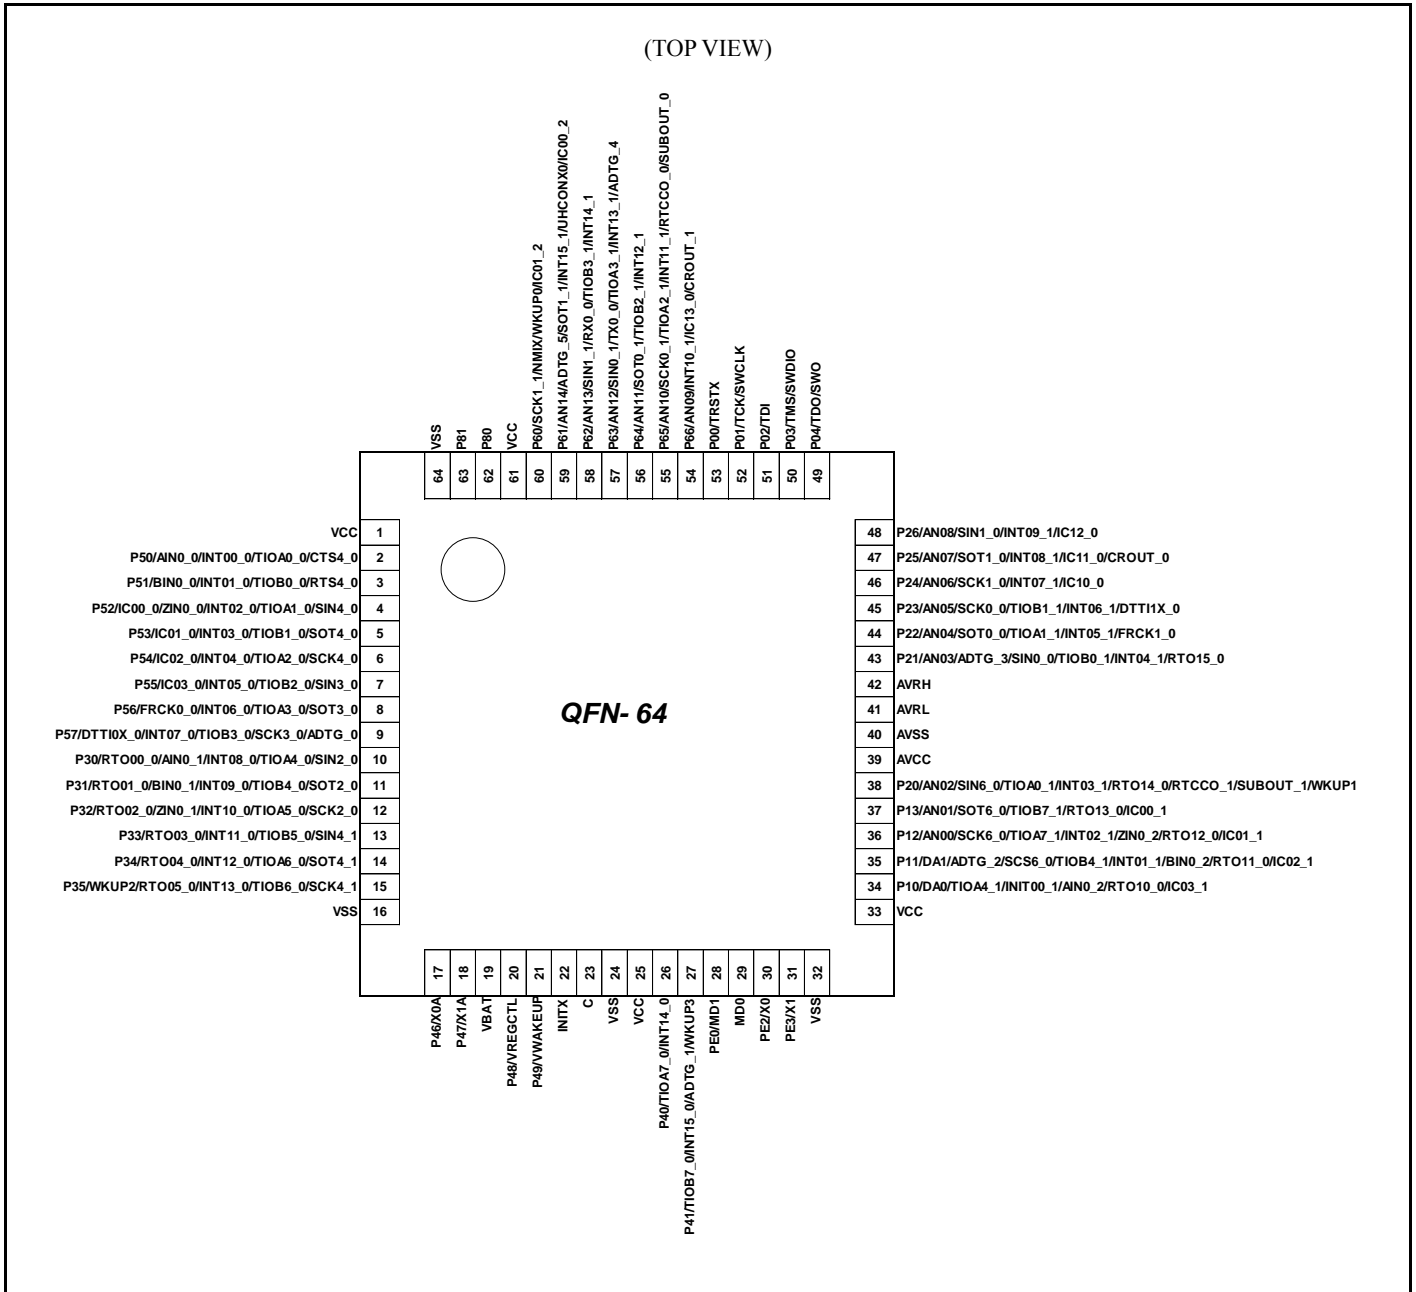 (TOP VIEW)
VSS
P81
P80
VCC
P60/SCK1_1/NMIX/WKUP0/IC01_2
P61/AN14/ADTG_5/SOT1_1/INT15_1/UHCONX0/IC00_2
P62/AN13/SIN1_1/RX0_0/TIOB3_1/INT14_1
P63/AN12/SIN0_1/TX0_0/TIOA3_1/INT13_1/ADTG_4
P64/AN11/SOT0_1/TIOB2_1/INT12_1
P65/AN10/SCK0_1/TIOA2_1/INT11_1/RTCCO_0/SUBOUT_0
P66/AN09/INT10_1/IC13_0/CROUT_1
P00/TRSTX
P01/TCK/SWCLK
P02/TDI
P03/TMS/SWDIO
P04/TDO/SWO
64 63 62 61 60 59 58 57 56 55 54 53 52 51 50 49
VCC 1
P50/AIN0_0/INT00_0/TIOA0_0/CTS4_0 2
P51/BIN0_0/INT01_0/TIOB0_0/RTS4_0 3
P52/IC00_0/ZIN0_0/INT02_0/TIOA1_0/SIN4_0 4
P53/IC01_0/INT03_0/TIOB1_0/SOT4_0 5
P54/IC02_0/INT04_0/TIOA2_0/SCK4_0 6
P55/IC03_0/INT05_0/TIOB2_0/SIN3_0 7
P56/FRCK0_0/INT06_0/TIOA3_0/SOT3_0 8
P57/DTTI0X_0/INT07_0/TIOB3_0/SCK3_0/ADTG_0 9
P30/RTO00_0/AIN0_1/INT08_0/TIOA4_0/SIN2_0 10
P31/RTO01_0/BIN0_1/INT09_0/TIOB4_0/SOT2_0 11
P32/RTO02_0/ZIN0_1/INT10_0/TIOA5_0/SCK2_0 12
P33/RTO03_0/INT11_0/TIOB5_0/SIN4_1 13
P34/RTO04_0/INT12_0/TIOA6_0/SOT4_1 14
P35/WKUP2/RTO05_0/INT13_0/TIOB6_0/SCK4_1 15
VSS 16
QFN- 64
48 P26/AN08/SIN1_0/INT09_1/IC12_0
47 P25/AN07/SOT1_0/INT08_1/IC11_0/CROUT_0
46 P24/AN06/SCK1_0/INT07_1/IC10_0
45 P23/AN05/SCK0_0/TIOB1_1/INT06_1/DTTI1X_0
44 P22/AN04/SOT0_0/TIOA1_1/INT05_1/FRCK1_0
43 P21/AN03/ADTG_3/SIN0_0/TIOB0_1/INT04_1/RTO15_0
42 AVRH
41 AVRL
40 AVSS
39 AVCC
38 P20/AN02/SIN6_0/TIOA0_1/INT03_1/RTO14_0/RTCCO_1/SUBOUT_1/WKUP1
37 P13/AN01/SOT6_0/TIOB7_1/RTO13_0/IC00_1
36 P12/AN00/SCK6_0/TIOA7_1/INT02_1/ZIN0_2/RTO12_0/IC01_1
35 P11/DA1/ADTG_2/SCS6_0/TIOB4_1/INT01_1/BIN0_2/RTO11_0/IC02_1
34 P10/DA0/TIOA4_1/INIT00_1/AIN0_2/RTO10_0/IC03_1
33 VCC
17 18 19 20 21 22 23 24 25 26 27 28 29 30 31 32
P46/X0A
P47/X1A
VBAT
P48/VREGCTL
P49/VWAKEUP
INITX
C
VSS
VCC
P40/TIOA7_0/INT14_0
P41/TIOB7_0/INT15_0/ADTG_1/WKUP3
PE0/MD1
MD0
PE2/X0
PE3/X1
VSS